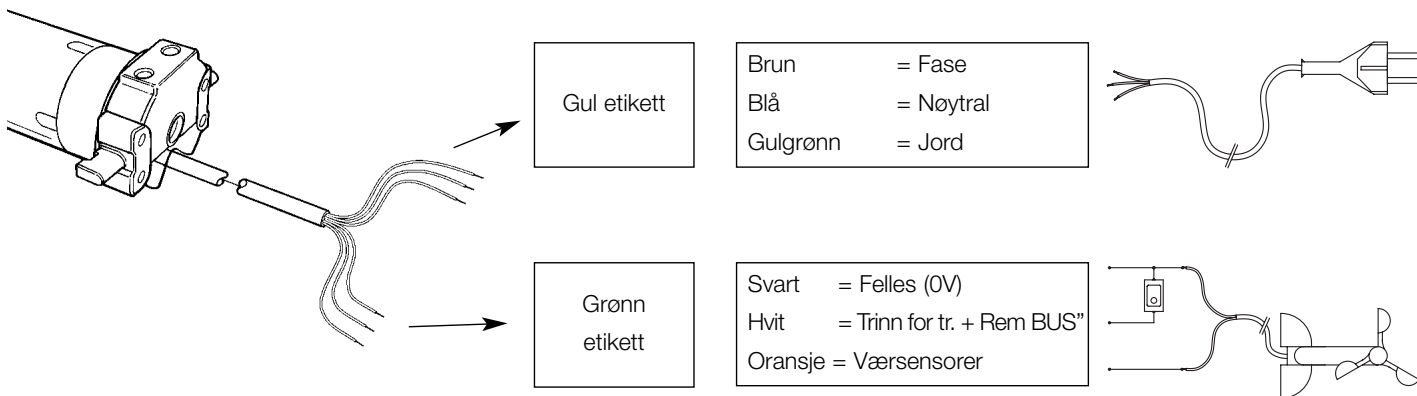 Gul etikett
Brun = Fase
Blå = Nøytral
Gulgrønn = Jord
Grønn
etikett
Svart = Felles (0V)
Hvit = Trinn for tr. + Rem BUS”
Oransje = Værsensorer